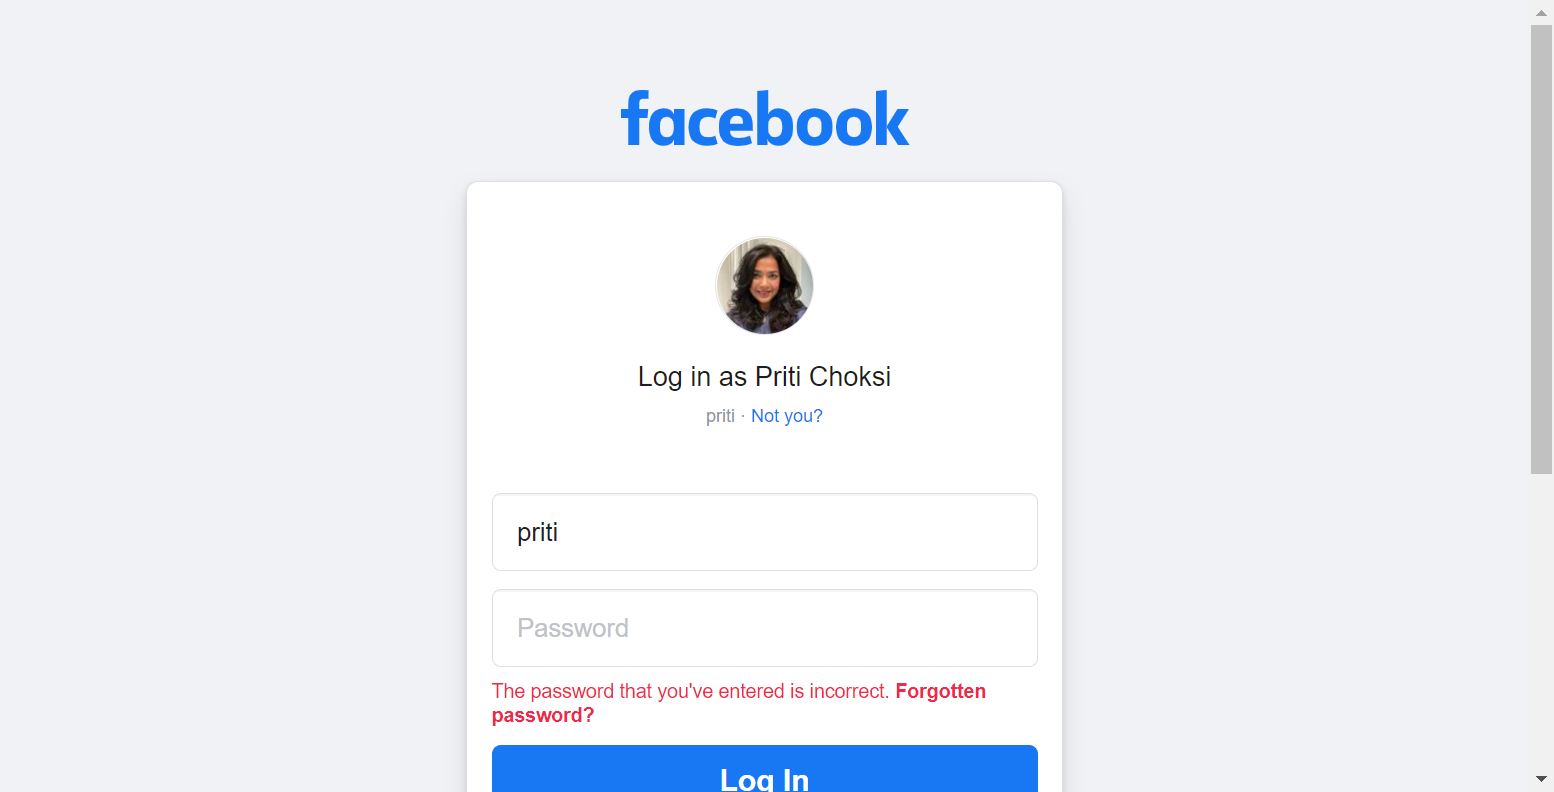 facebook
Log in as Priti Choksi
priti · Not you?
priti
Password
The password that you've entered is incorrect. Forgotten
password?
Log In